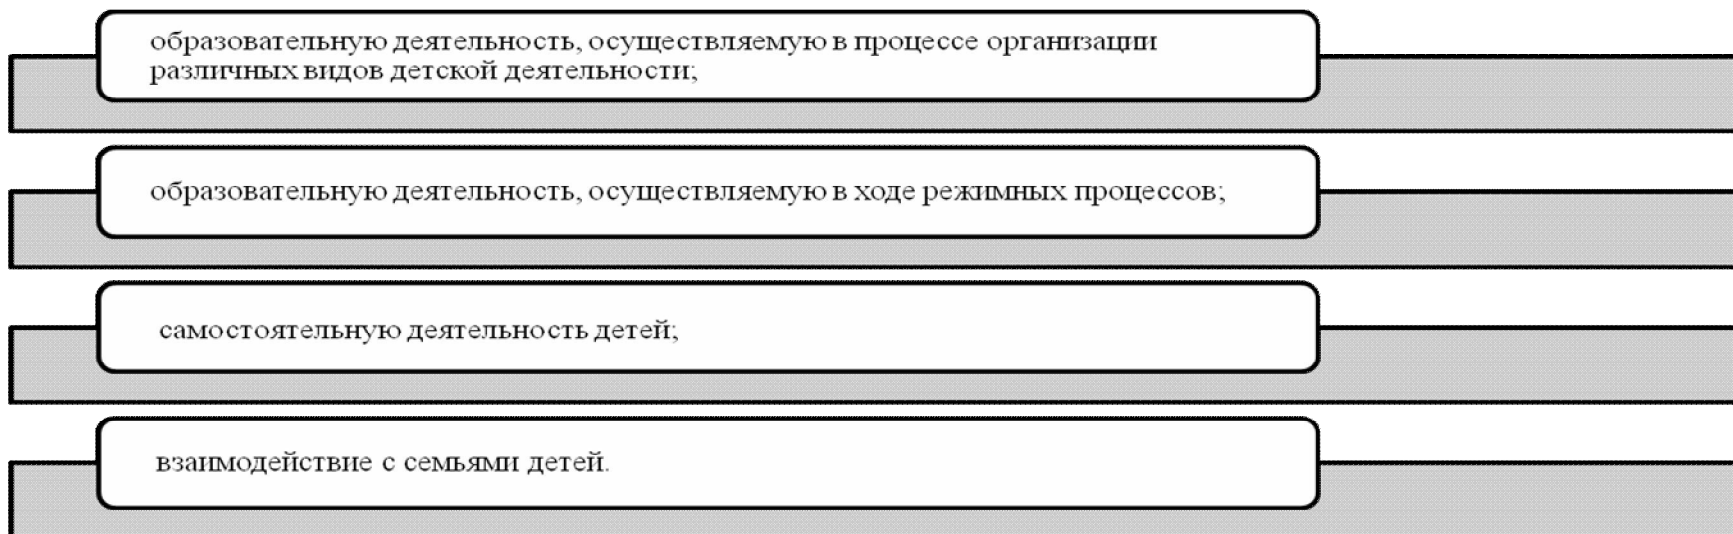 образовательную деятельность, осуществляемую в процессе организации
различных видов детской деятельности;
образовательную деятельность, осуществляемую в ходе режимных процессов;
самостоятельную деятельность детей;
взаимодействие с семьями детей.